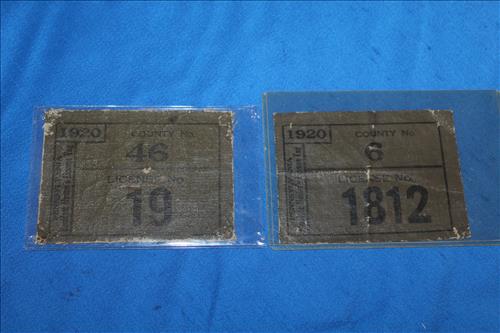 1920
COUNTY No.
46
LICENSE No.
19
1920
COUNTY No
6
LICENSE No.
1812